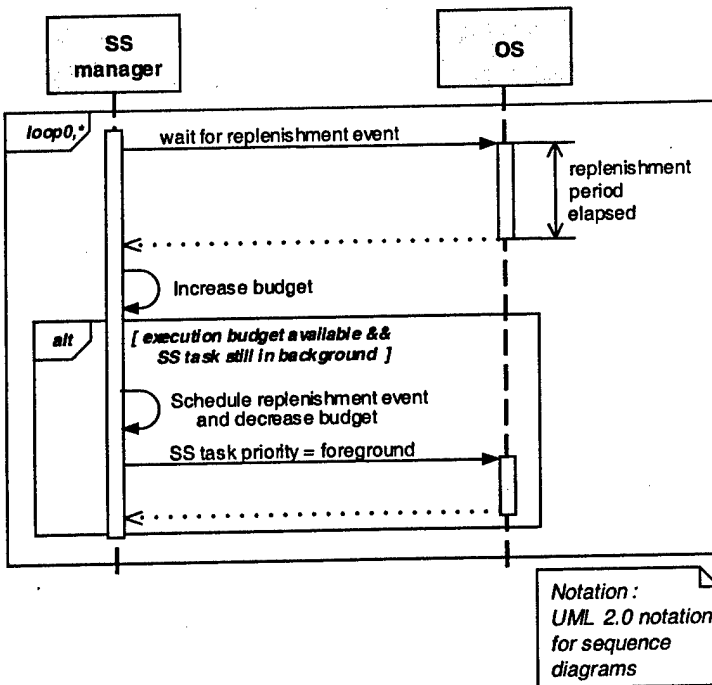 SS
manager
OS
loop0,*
wait for replenishment event
replenishment
period
elapsed
Increase budget
alt
[ execution budget available &&
SS task still in background ]
Schedule replenishment event
and decrease budget
SS task priority = foreground
Notation :
UML 2.0 notation
for sequence
diagrams